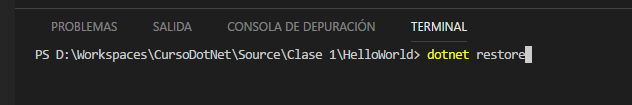 PROBLEMAS SALIDA CONSOLA DE DEPURACIÓN TERMINAL
PS D:\Workspaces\CursoDotNet\Source\Clase 1\HelloWorld> dotnet restore